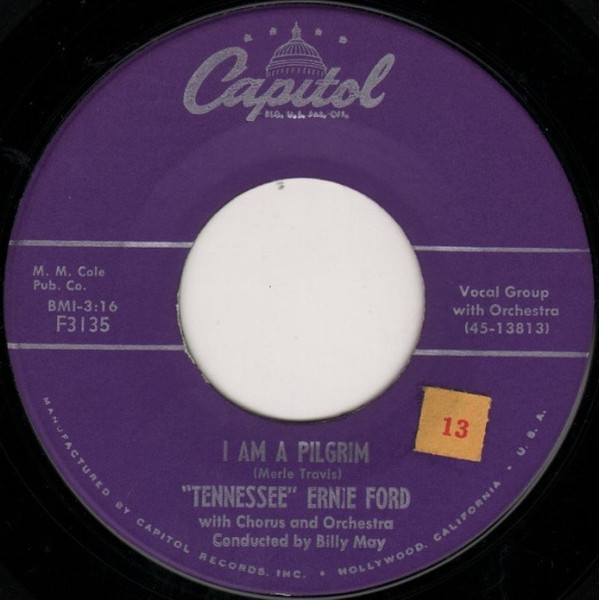 Capitol
REG. U.S. PAT. OFF.
M. M. Cole
Pub. Co.
BMI-3:16
F3135
Vocal Group
with Orchestra
(45-13813)
13
I AM A PILGRIM
(Merle Travis)
"TENNESSEE" ERNIE FORD
with Chorus and Orchestra
Conducted by Billy May
MANUFACTURED BY CAPITOL RECORDS, INC. • HOLLYWOOD, CALIFORNIA • U. S. A.